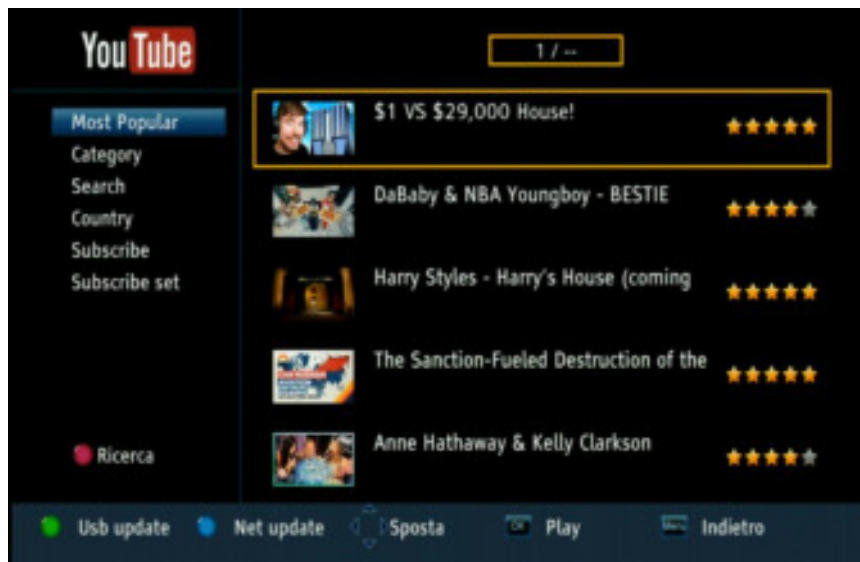 YouTube
1 / --
Most Popular
Category
Search
Country
Subscribe
Subscribe set
Ricerca
$1 VS $29,000 House!
DaBaby & NBA Youngboy - BESTIE
Harry Styles - Harry's House (coming
The Sanction-Fueled Destruction of the
Anne Hathaway & Kelly Clarkson
Usb update
Net update
Sposta
OK
Play
Menu
Indietro